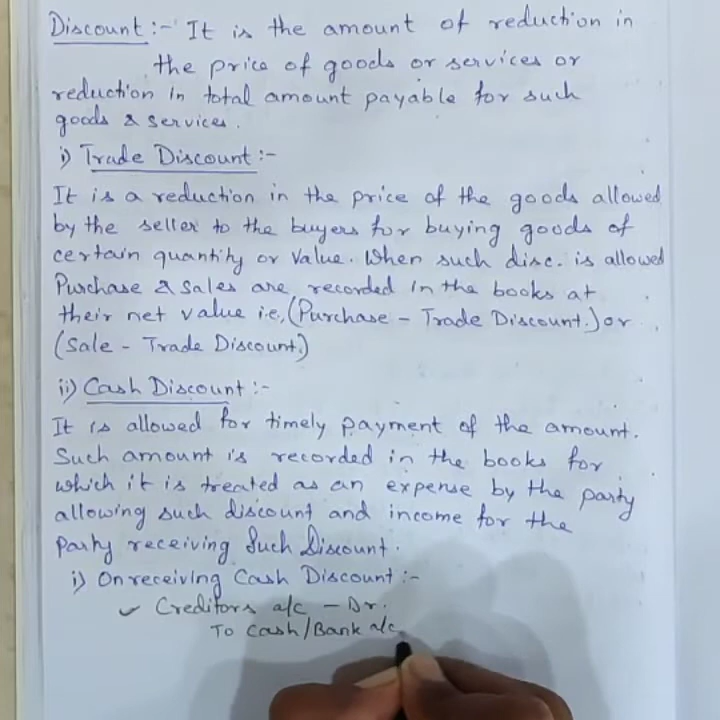 Discount :- It is the amount of reduction in
the price of goods or services or
reduction in total amount payable for such
goods & services.
i) Trade Discount :-
It is a reduction in the price of the goods allowed
by the seller to the buyers for buying goods of
certain quantity or value. When such disc. is allowed
Purchase & Sales are recorded in the books at
their net value i.e., (Purchase - Trade Discount.) or
(Sale - Trade Discount.)
ii) Cash Discount :-
It is allowed for timely payment of the amount.
Such amount is recorded in the books for
which it is treated as an expense by the party
allowing such discount and income for the
party receiving Such Discount.
i) On receiving Cash Discount :-
✓ Creditors a/c - Dr.
To Cash/Bank a/c